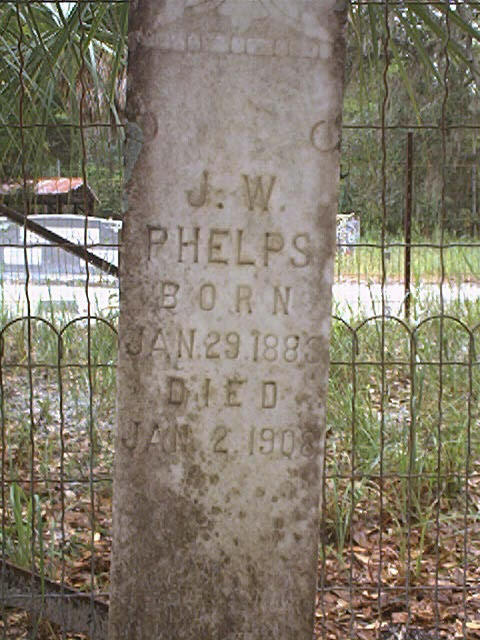 J. W.
PHELPS
BORN
JAN. 29. 1883
DIED
JAN. 2. 1908